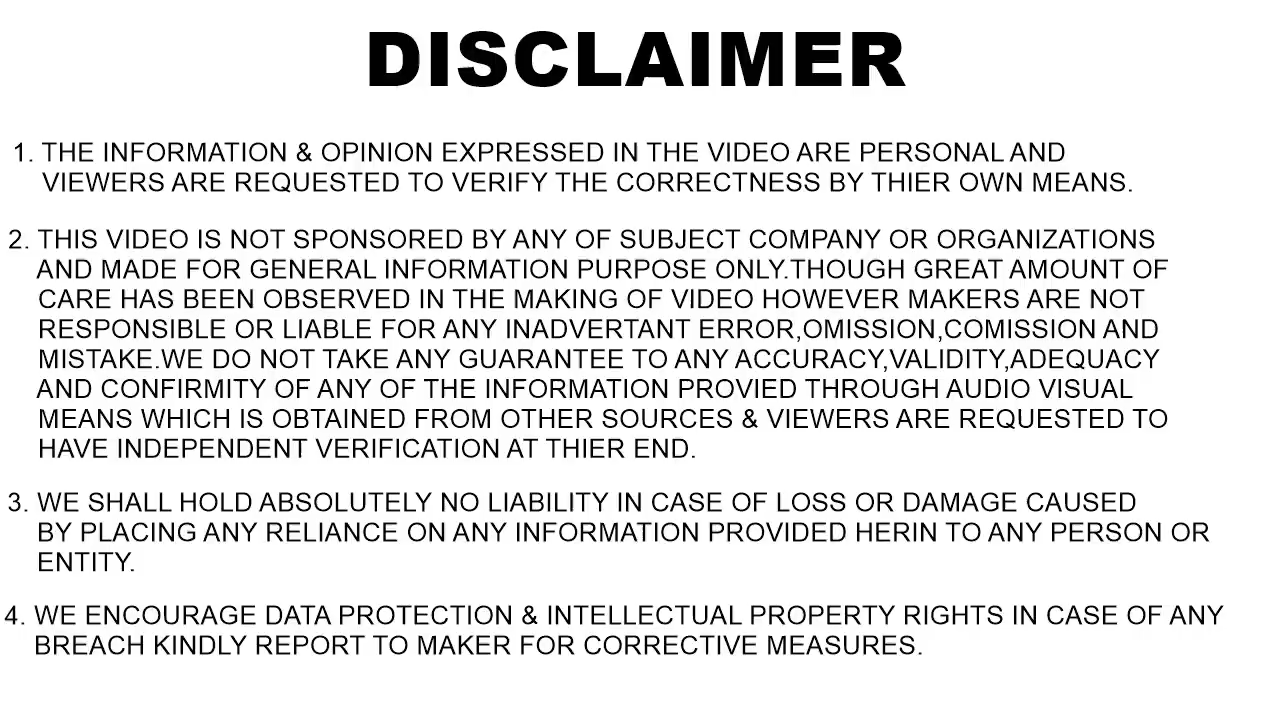 DISCLAIMER
1. THE INFORMATION & OPINION EXPRESSED IN THE VIDEO ARE PERSONAL AND
VIEWERS ARE REQUESTED TO VERIFY THE CORRECTNESS BY THIER OWN MEANS.
2. THIS VIDEO IS NOT SPONSORED BY ANY OF SUBJECT COMPANY OR ORGANIZATIONS
AND MADE FOR GENERAL INFORMATION PURPOSE ONLY.THOUGH GREAT AMOUNT OF
CARE HAS BEEN OBSERVED IN THE MAKING OF VIDEO HOWEVER MAKERS ARE NOT
RESPONSIBLE OR LIABLE FOR ANY INADVERTANT ERROR,OMISSION,COMISSION AND
MISTAKE.WE DO NOT TAKE ANY GUARANTEE TO ANY ACCURACY,VALIDITY,ADEQUACY
AND CONFIRMITY OF ANY OF THE INFORMATION PROVIED THROUGH AUDIO VISUAL
MEANS WHICH IS OBTAINED FROM OTHER SOURCES & VIEWERS ARE REQUESTED TO
HAVE INDEPENDENT VERIFICATION AT THIER END.
3. WE SHALL HOLD ABSOLUTELY NO LIABILITY IN CASE OF LOSS OR DAMAGE CAUSED
BY PLACING ANY RELIANCE ON ANY INFORMATION PROVIDED HERIN TO ANY PERSON OR
ENTITY.
4. WE ENCOURAGE DATA PROTECTION & INTELLECTUAL PROPERTY RIGHTS IN CASE OF ANY
BREACH KINDLY REPORT TO MAKER FOR CORRECTIVE MEASURES.